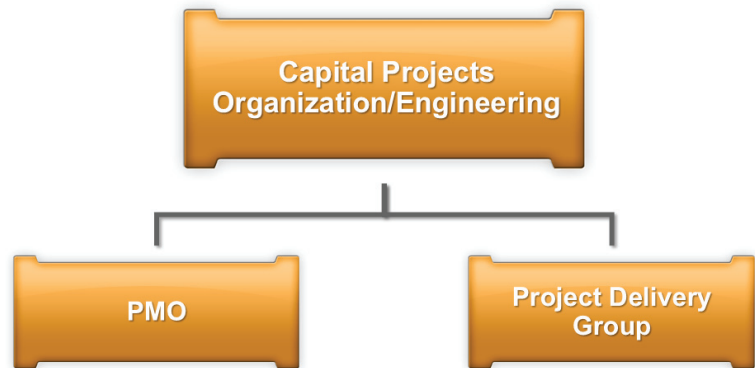 Capital Projects
Organization/Engineering
PMO
Project Delivery
Group